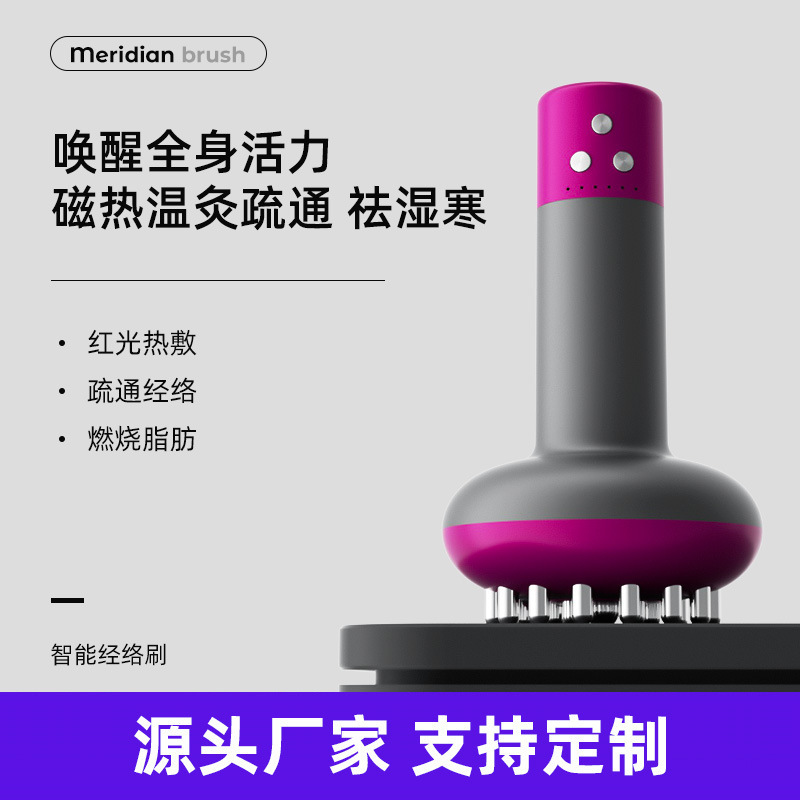 Meridian brush
唤醒全身活力
磁热温灸疏通 祛湿寒
• 红光热敷
• 疏通经络
• 燃烧脂肪
智能经络刷
源头厂家 支持定制